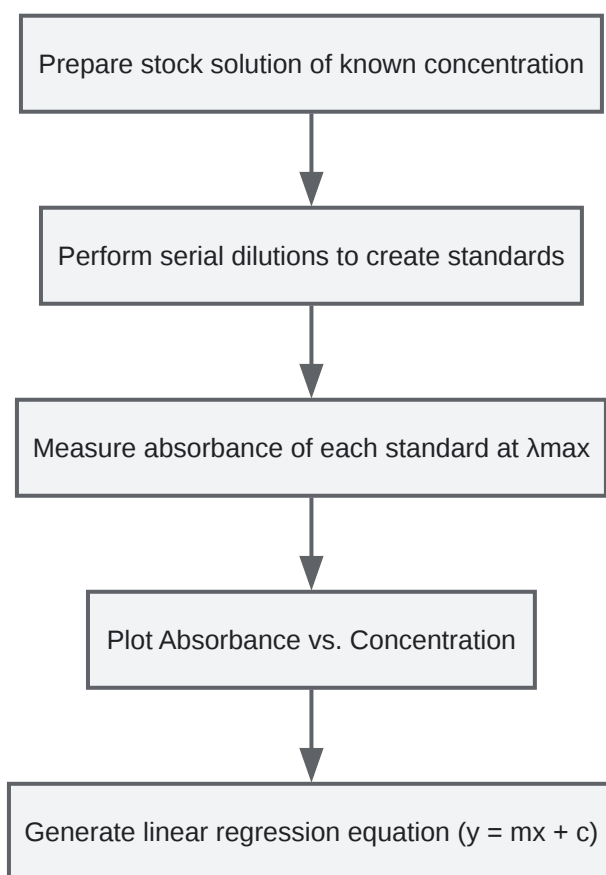 Prepare stock solution of known concentration
Perform serial dilutions to create standards
Measure absorbance of each standard at λmax
Plot Absorbance vs. Concentration
Generate linear regression equation (y = mx + c)